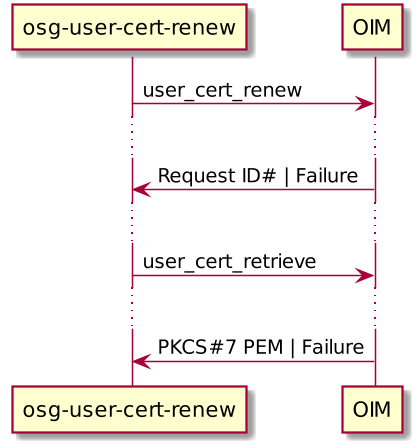 osg-user-cert-renew
OIM
user_cert_renew
Request ID# | Failure
user_cert_retrieve
PKCS#7 PEM | Failure
osg-user-cert-renew
OIM